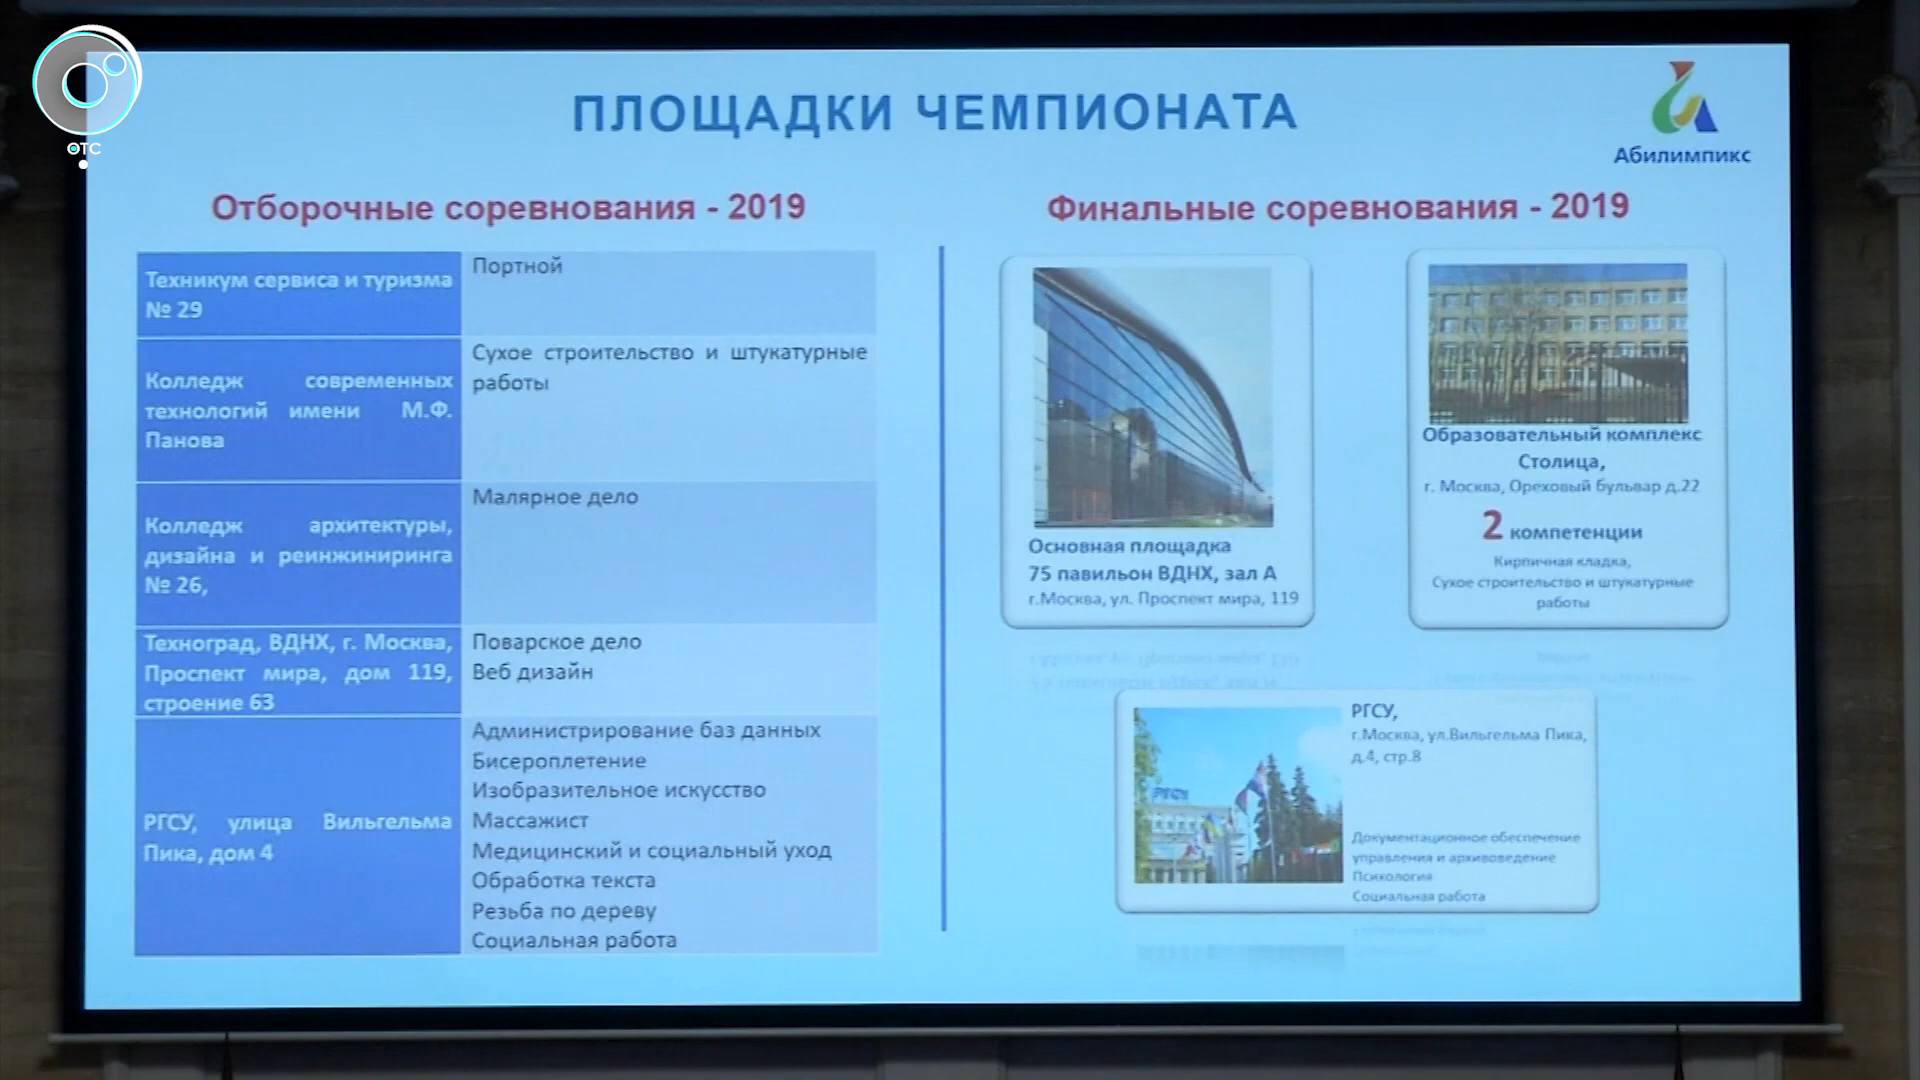 ОТС
ПЛОЩАДКИ ЧЕМПИОНАТА
Абилимпикс
Отборочные соревнования - 2019
Техникум сервиса и туризма
№ 29
Портной
Колледж современных
технологий имени М.Ф.
Панова
Сухое строительство и штукатурные
работы
Колледж архитектуры,
дизайна и реинжиниринга
№ 26,
Малярное дело
Техноград, ВДНХ, г. Москва,
Проспект мира, дом 119,
строение 63
Поварское дело
Веб дизайн
РГСУ, улица Вильгельма
Пика, дом 4
Администрирование баз данных
Бисероплетение
Изобразительное искусство
Массажист
Медицинский и социальный уход
Обработка текста
Резьба по дереву
Социальная работа
Финальные соревнования - 2019
Основная площадка
75 павильон ВДНХ, зал А
г.Москва, ул. Проспект мира, 119
Образовательный комплекс
Столица,
г. Москва, Ореховый бульвар д.22
2 компетенции
Кирпичная кладка,
Сухое строительство и штукатурные
работы
РГСУ
РГСУ,
г.Москва, ул.Вильгельма Пика,
д.4, стр.8
Документационное обеспечение
управления и архивоведение
Психология
Социальная работа